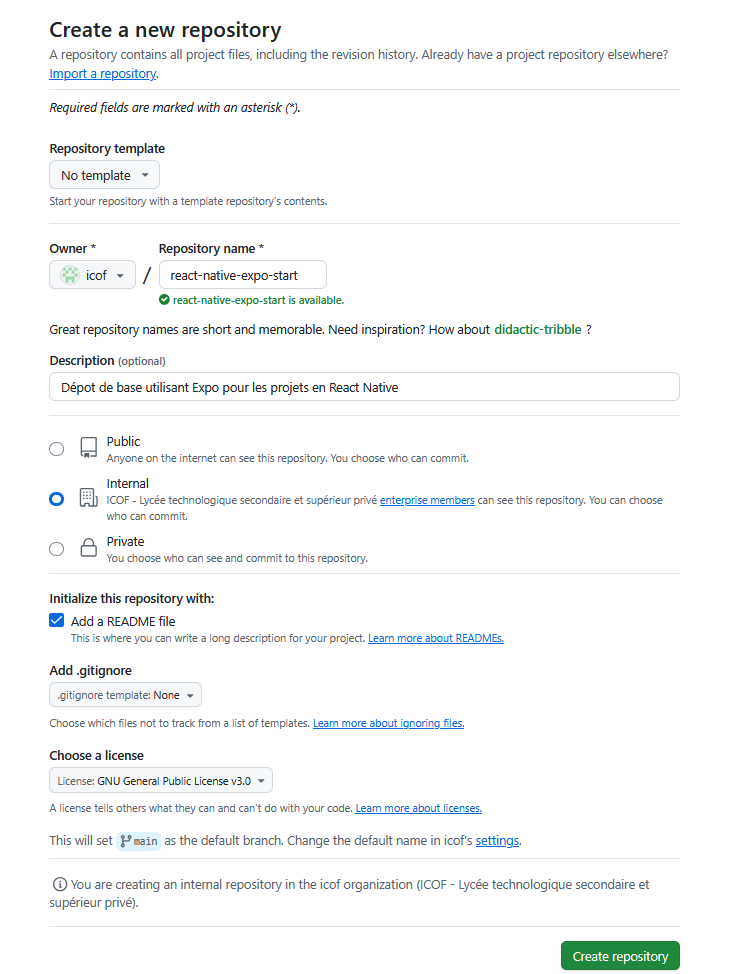 Create a new repository
A repository contains all project files, including the revision history. Already have a project repository elsewhere?
Import a repository.
Required fields are marked with an asterisk (*).
Repository template
No template
Start your repository with a template repository's contents.
Owner *
Repository name *
icof
/
react-native-expo-start
react-native-expo-start is available.
Great repository names are short and memorable. Need inspiration? How about didactic-tribble ?
Description (optional)
Dépot de base utilisant Expo pour les projets en React Native
Public
Anyone on the internet can see this repository. You choose who can commit.
Internal
ICOF - Lycée technologique secondaire et supérieur privé enterprise members can see this repository. You can choose
who can commit.
Private
You choose who can see and commit to this repository.
Initialize this repository with:
Add a README file
This is where you can write a long description for your project. Learn more about READMEs.
Add .gitignore
.gitignore template: None
Choose which files not to track from a list of templates. Learn more about ignoring files.
Choose a license
License: GNU General Public License v3.0
A license tells others what they can and can't do with your code. Learn more about licenses.
This will set main as the default branch. Change the default name in icof's settings.
You are creating an internal repository in the icof organization (ICOF - Lycée technologique secondaire et
supérieur privé).
Create repository